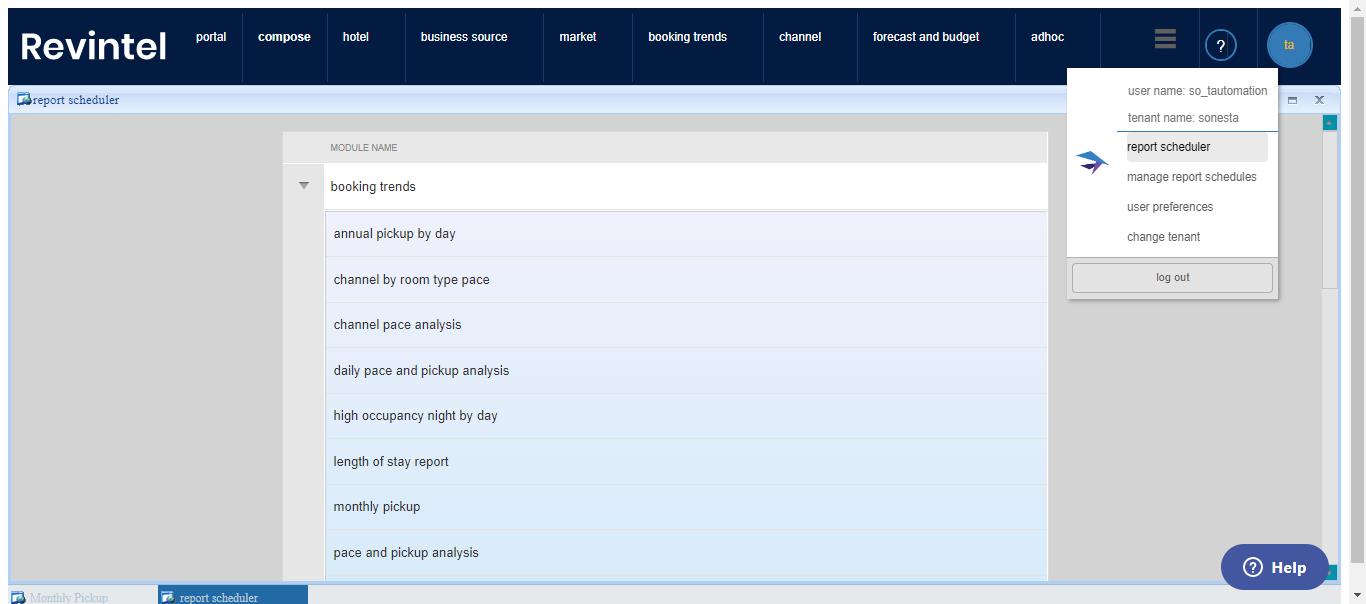 Revintel
portal
compose
hotel
business source
market
booking trends
channel
forecast and budget
adhoc
?
ta
report scheduler
user name: so_tautomation
tenant name: sonesta
report scheduler
manage report schedules
user preferences
change tenant
log out
MODULE NAME
booking trends
annual pickup by day
channel by room type pace
channel pace analysis
daily pace and pickup analysis
high occupancy night by day
length of stay report
monthly pickup
pace and pickup analysis
? Help
Monthly Pickup
report scheduler